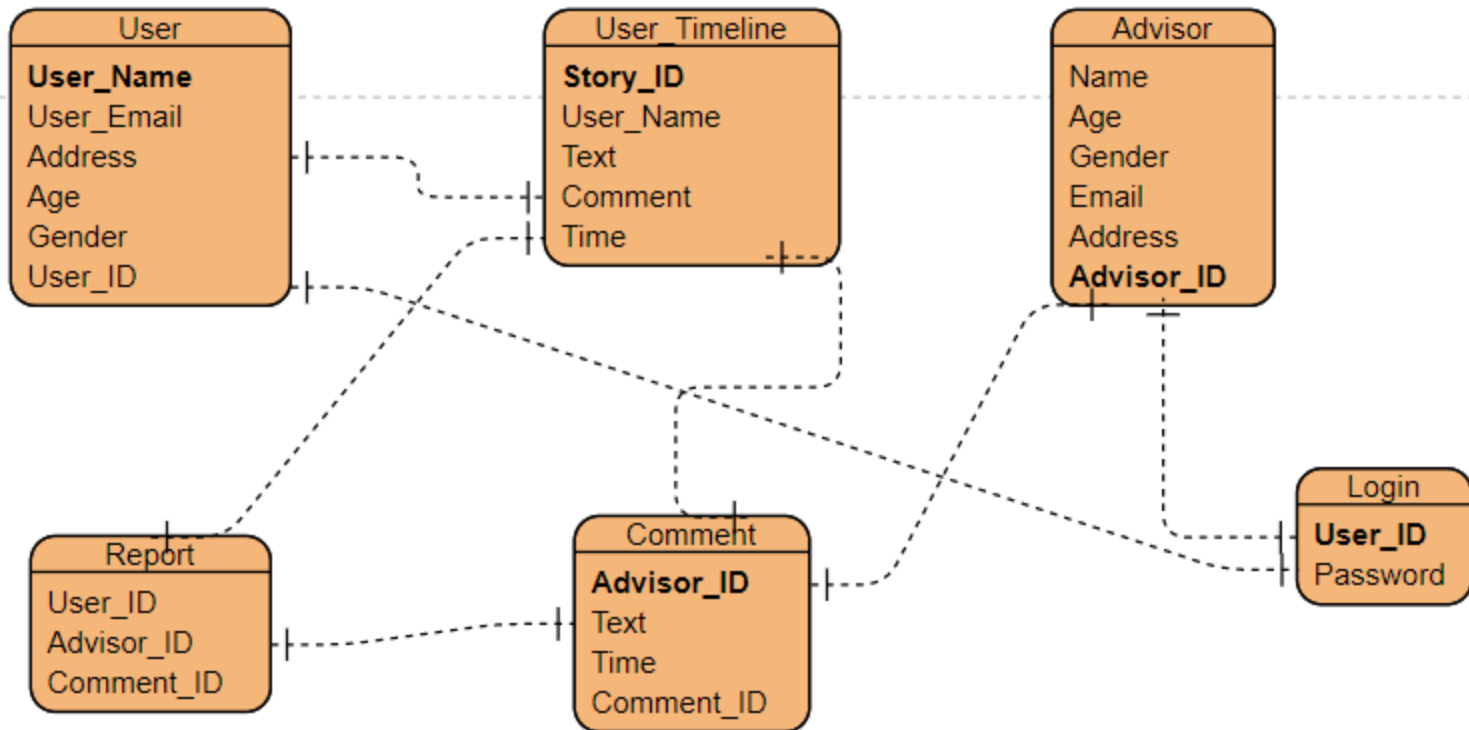 User
User_Name
User_Email
Address
Age
Gender
User_ID
User_Timeline
Story_ID
User_Name
Text
Comment
Time
Advisor
Name
Age
Gender
Email
Address
Advisor_ID
Report
User_ID
Advisor_ID
Comment_ID
Comment
Advisor_ID
Text
Time
Comment_ID
Login
User_ID
Password